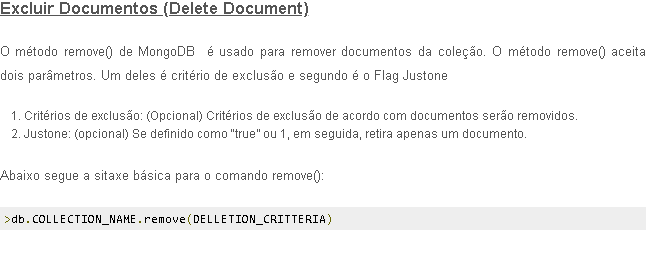 Excluir Documentos (Delete Document)
O método remove() de MongoDB é usado para remover documentos da coleção. O método remove() aceita
dois parâmetros. Um deles é critério de exclusão e segundo é o Flag Justone
1. Critérios de exclusão: (Opcional) Critérios de exclusão de acordo com documentos serão removidos.
2. Justone: (opcional) Se definido como "true" ou 1, em seguida, retira apenas um documento.
Abaixo segue a sitaxe básica para o comando remove():
>db.COLLECTION_NAME.remove(DELLETION_CRITTERIA)